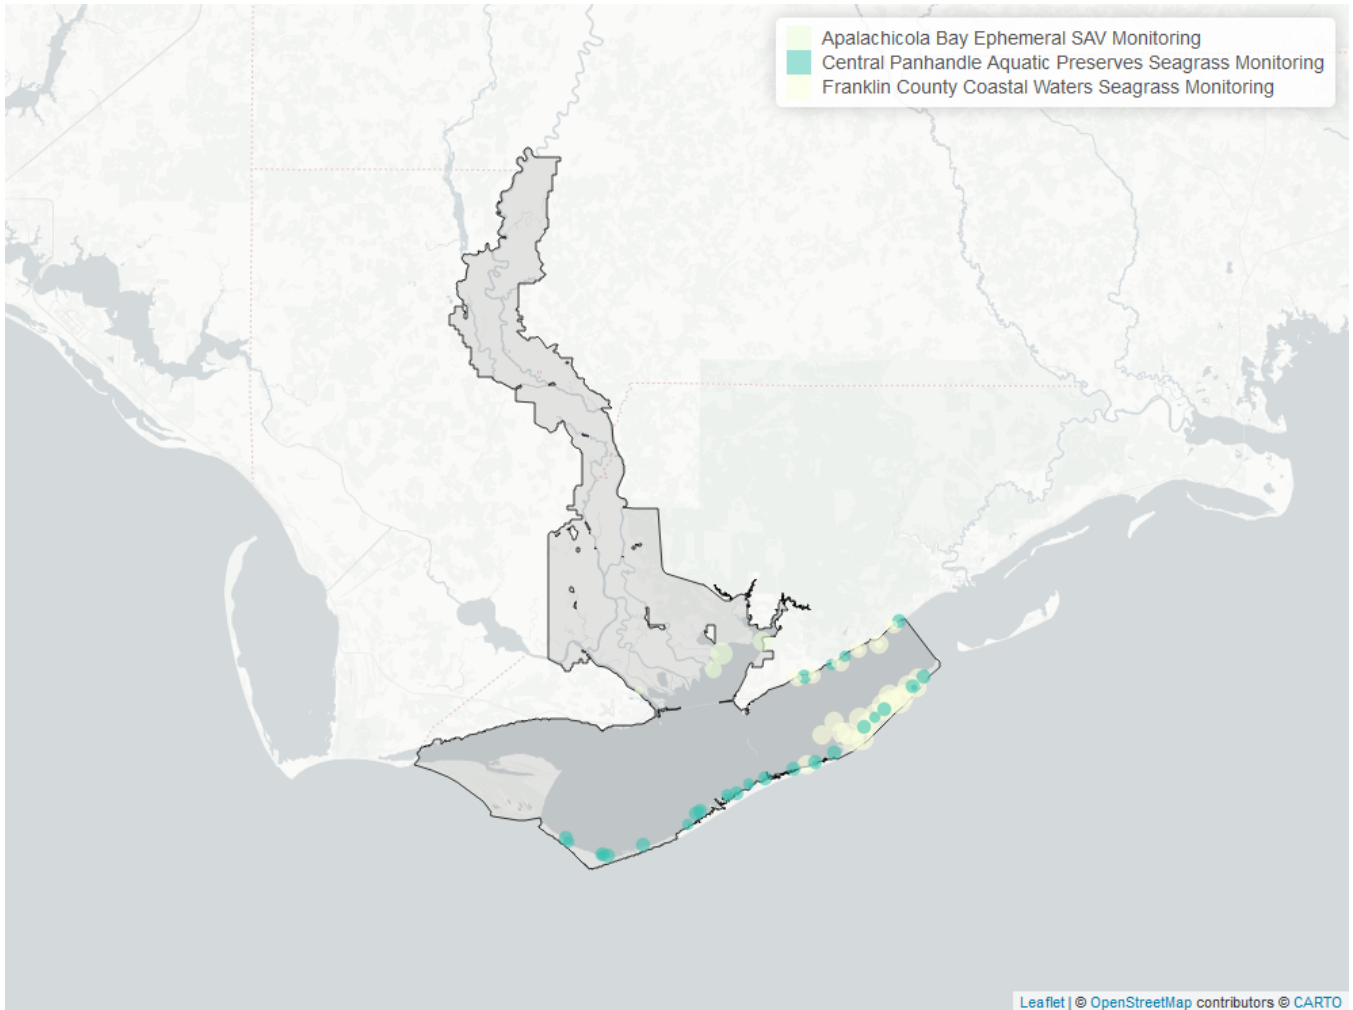 Apalachicola Bay Ephemeral SAV Monitoring
Central Panhandle Aquatic Preserves Seagrass Monitoring
Franklin County Coastal Waters Seagrass Monitoring
Leaflet | © OpenStreetMap contributors © CARTO